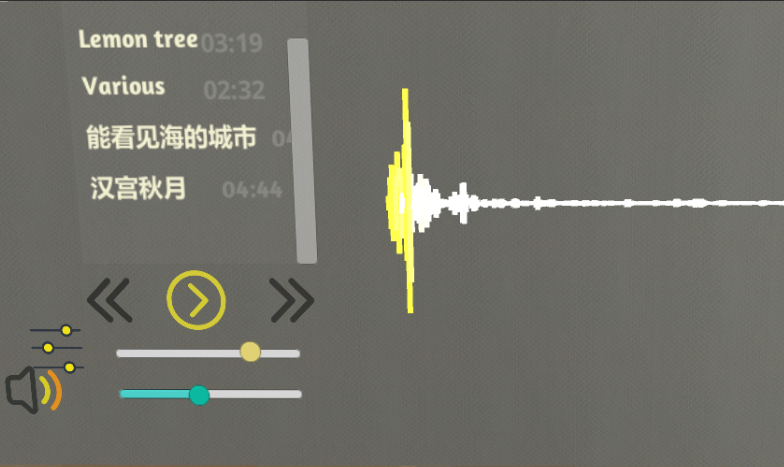 Lemon tree 03:19
Various 02:32
能看见海的城市 04
汉宫秋月 04:44